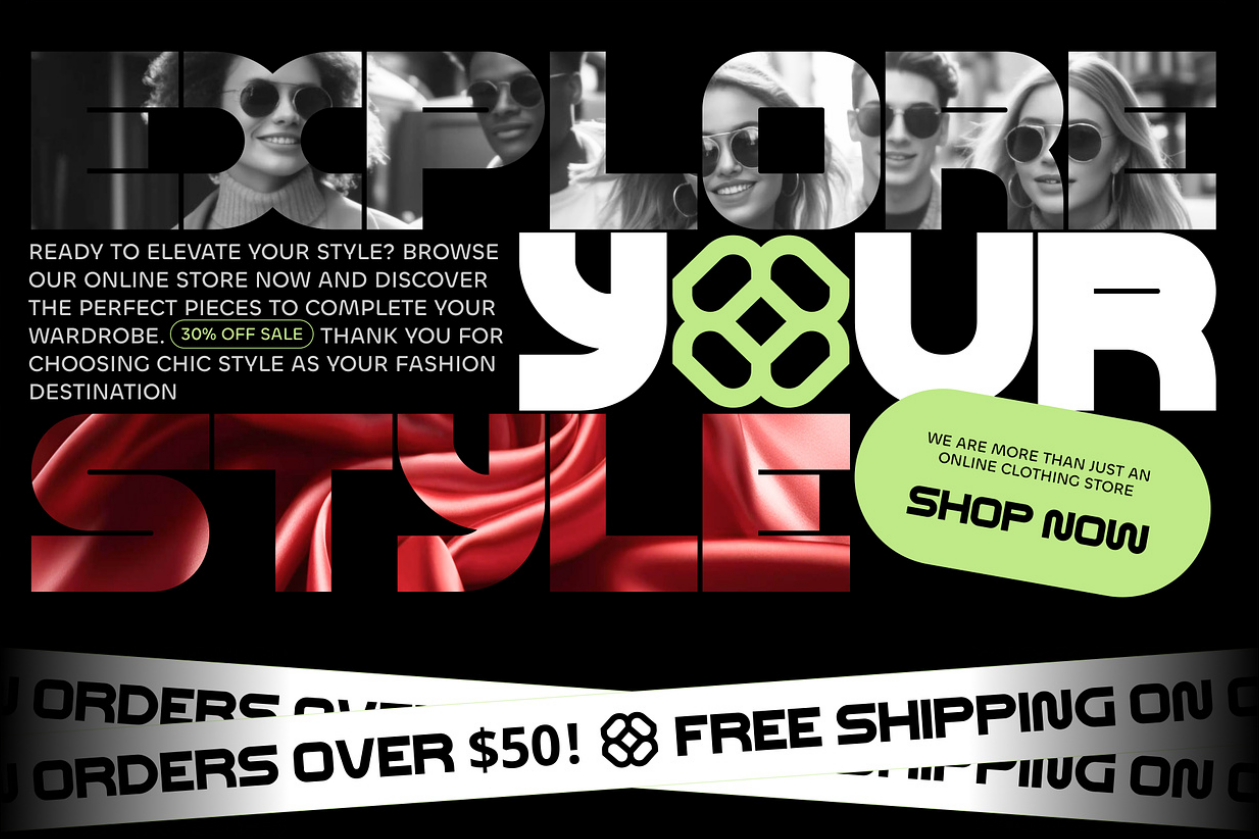 EXPLORE
READY TO ELEVATE YOUR STYLE? BROWSE
OUR ONLINE STORE NOW AND DISCOVER
THE PERFECT PIECES TO COMPLETE YOUR
WARDROBE. 30% OFF SALE THANK YOU FOR
CHOOSING CHIC STYLE AS YOUR FASHION
DESTINATION
YOUR
STYLE
WE ARE MORE THAN JUST AN
ONLINE CLOTHING STORE
SHOP NOW
ORDERS OVER
ORDERS OVER $50! FREE SHIPPING ON
SHIPPING ON